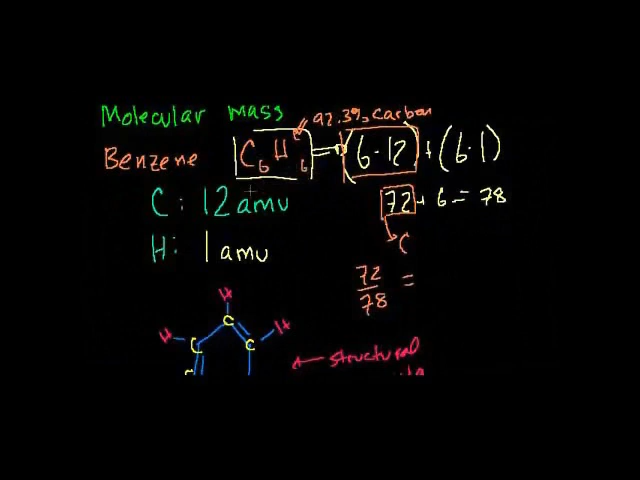 Molecular mass
92.3% carbon
Benzene C6H6 = (6·12) + (6·1)
C: 12 amu 72 + 6 = 78
C
H: 1 amu
72/78 =
H
C H
H C C
structural